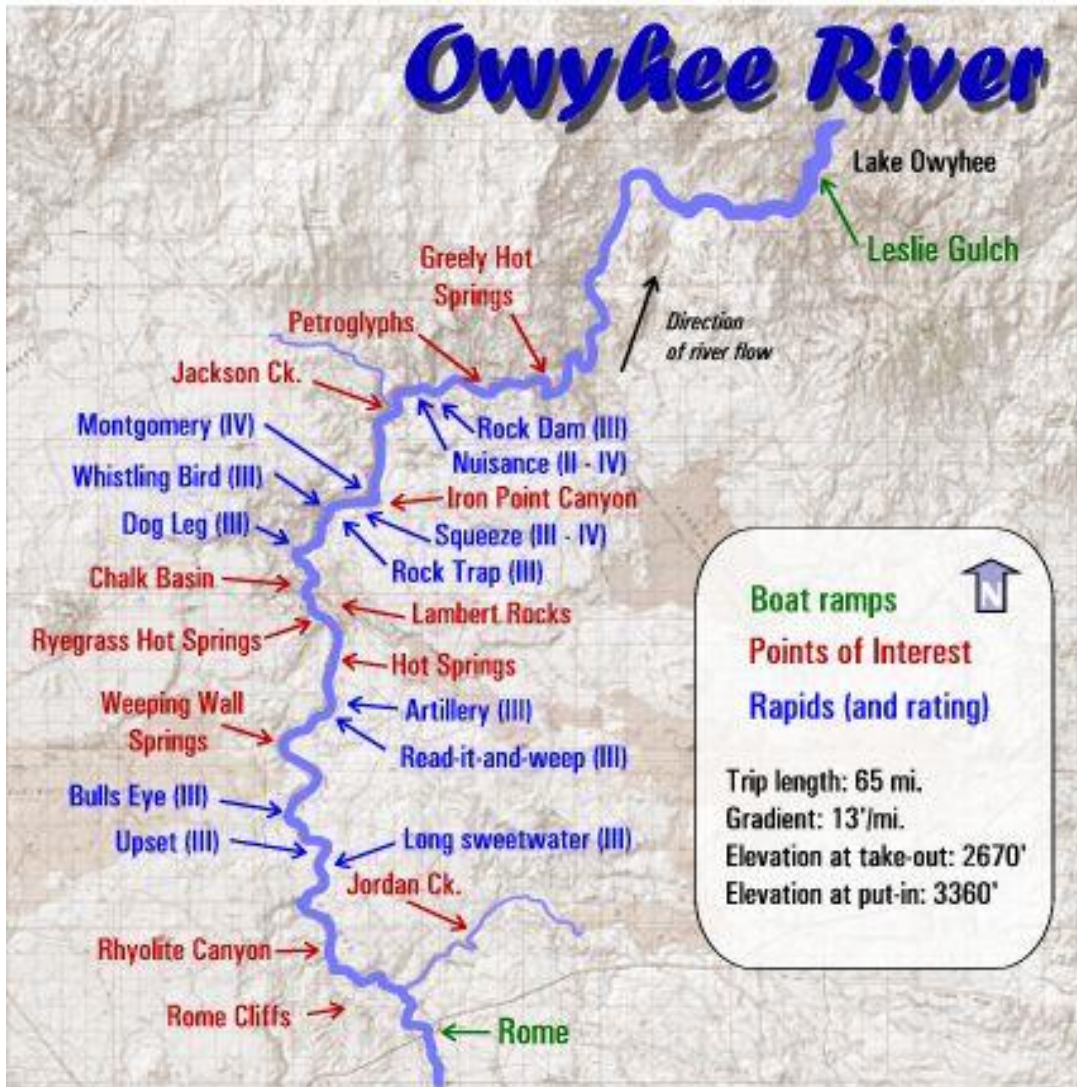 Owyhee River
Lake Owyhee
Leslie Gulch
Greely Hot
Springs
Direction
of river flow
Petroglyphs
Jackson Ck.
Montgomery (IV)
Rock Dam (III)
Nuisance (II - IV)
Whistling Bird (III)
Iron Point Canyon
Dog Leg (III)
Squeeze (III - IV)
Rock Trap (III)
Chalk Basin
Lambert Rocks
Ryegrass Hot Springs
Hot Springs
Weeping Wall
Springs
Artillery (III)
Read-it-and-weep (III)
Bulls Eye (III)
Upset (III)
Long sweetwater (III)
Jordan Ck.
Rhyolite Canyon
Rome Cliffs
Rome
N
Boat ramps
Points of Interest
Rapids (and rating)
Trip length: 65 mi.
Gradient: 13'/mi.
Elevation at take-out: 2670'
Elevation at put-in: 3360'